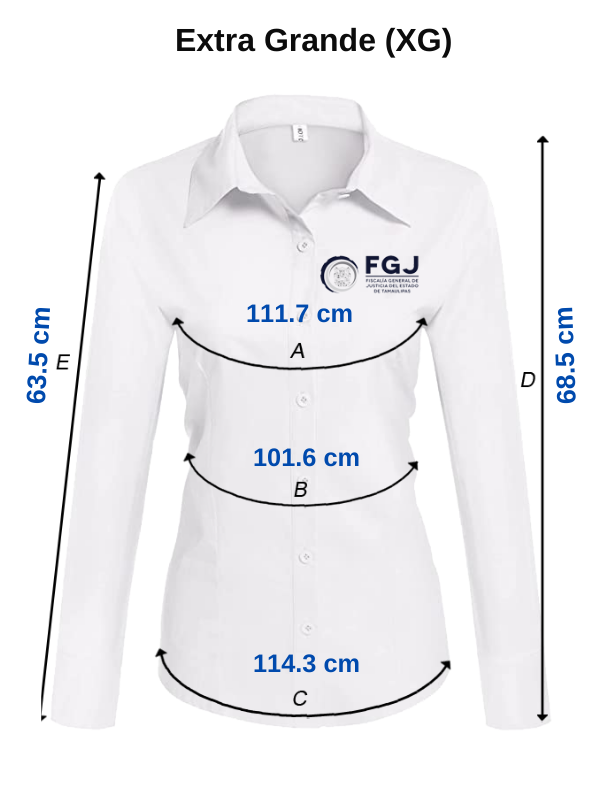 Extra Grande (XG)
FGJ
FISCALÍA GENERAL DE
JUSTICIA DEL ESTADO
DE TAMAULIPAS
111.7 cm
A
63.5 cm
E
D
68.5 cm
101.6 cm
B
114.3 cm
C